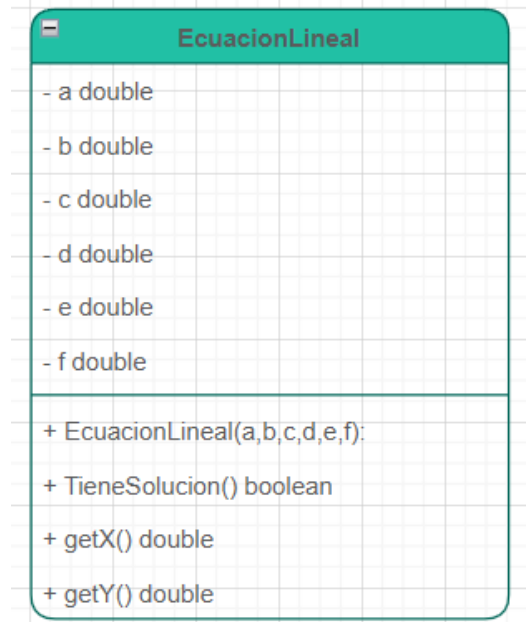 EcuacionLineal
- a double
- b double
- c double
- d double
- e double
- f double
+ EcuacionLineal(a,b,c,d,e,f):
+ TieneSolucion() boolean
+ getX() double
+ getY() double